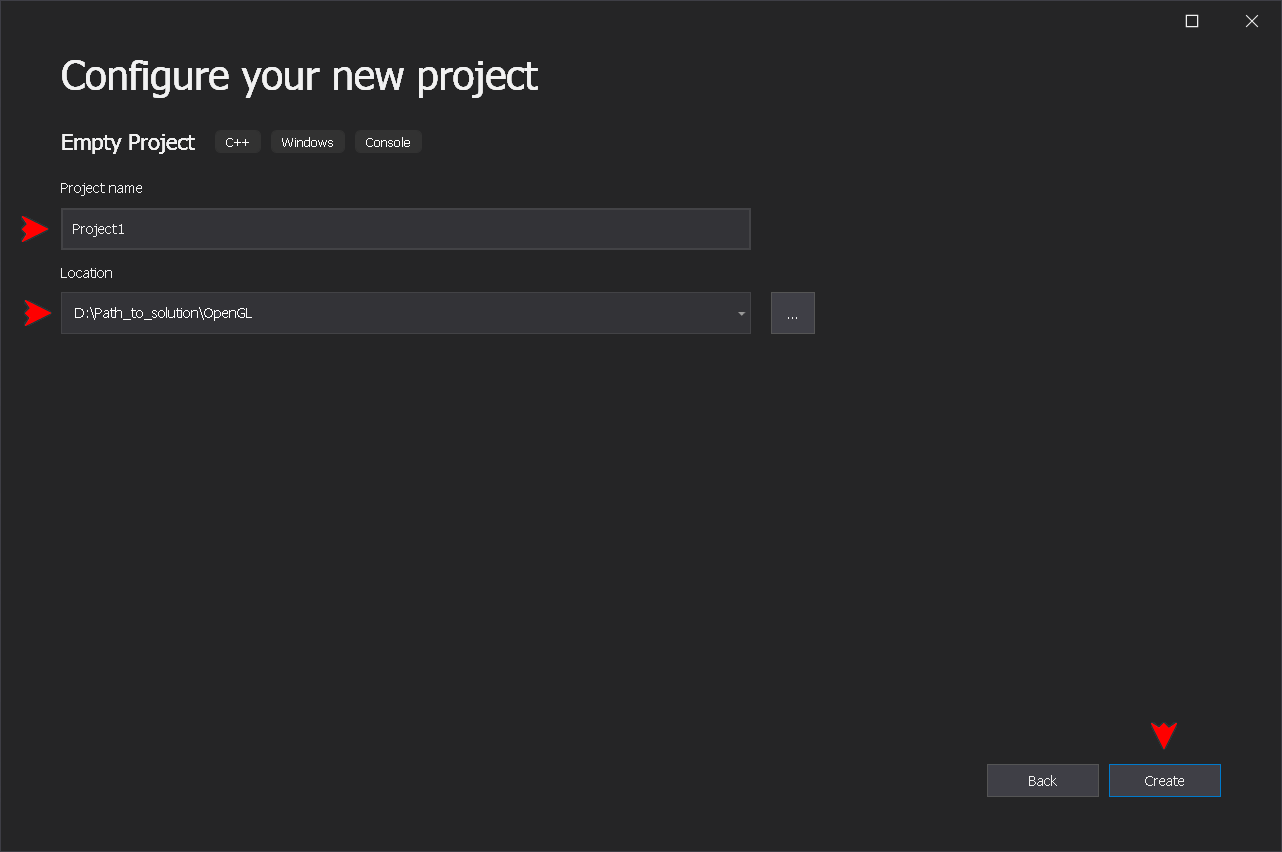 Configure your new project
Empty Project C++ Windows Console
Project name
Project1
Location
D:\Path_to_solution\OpenGL
...
Back Create